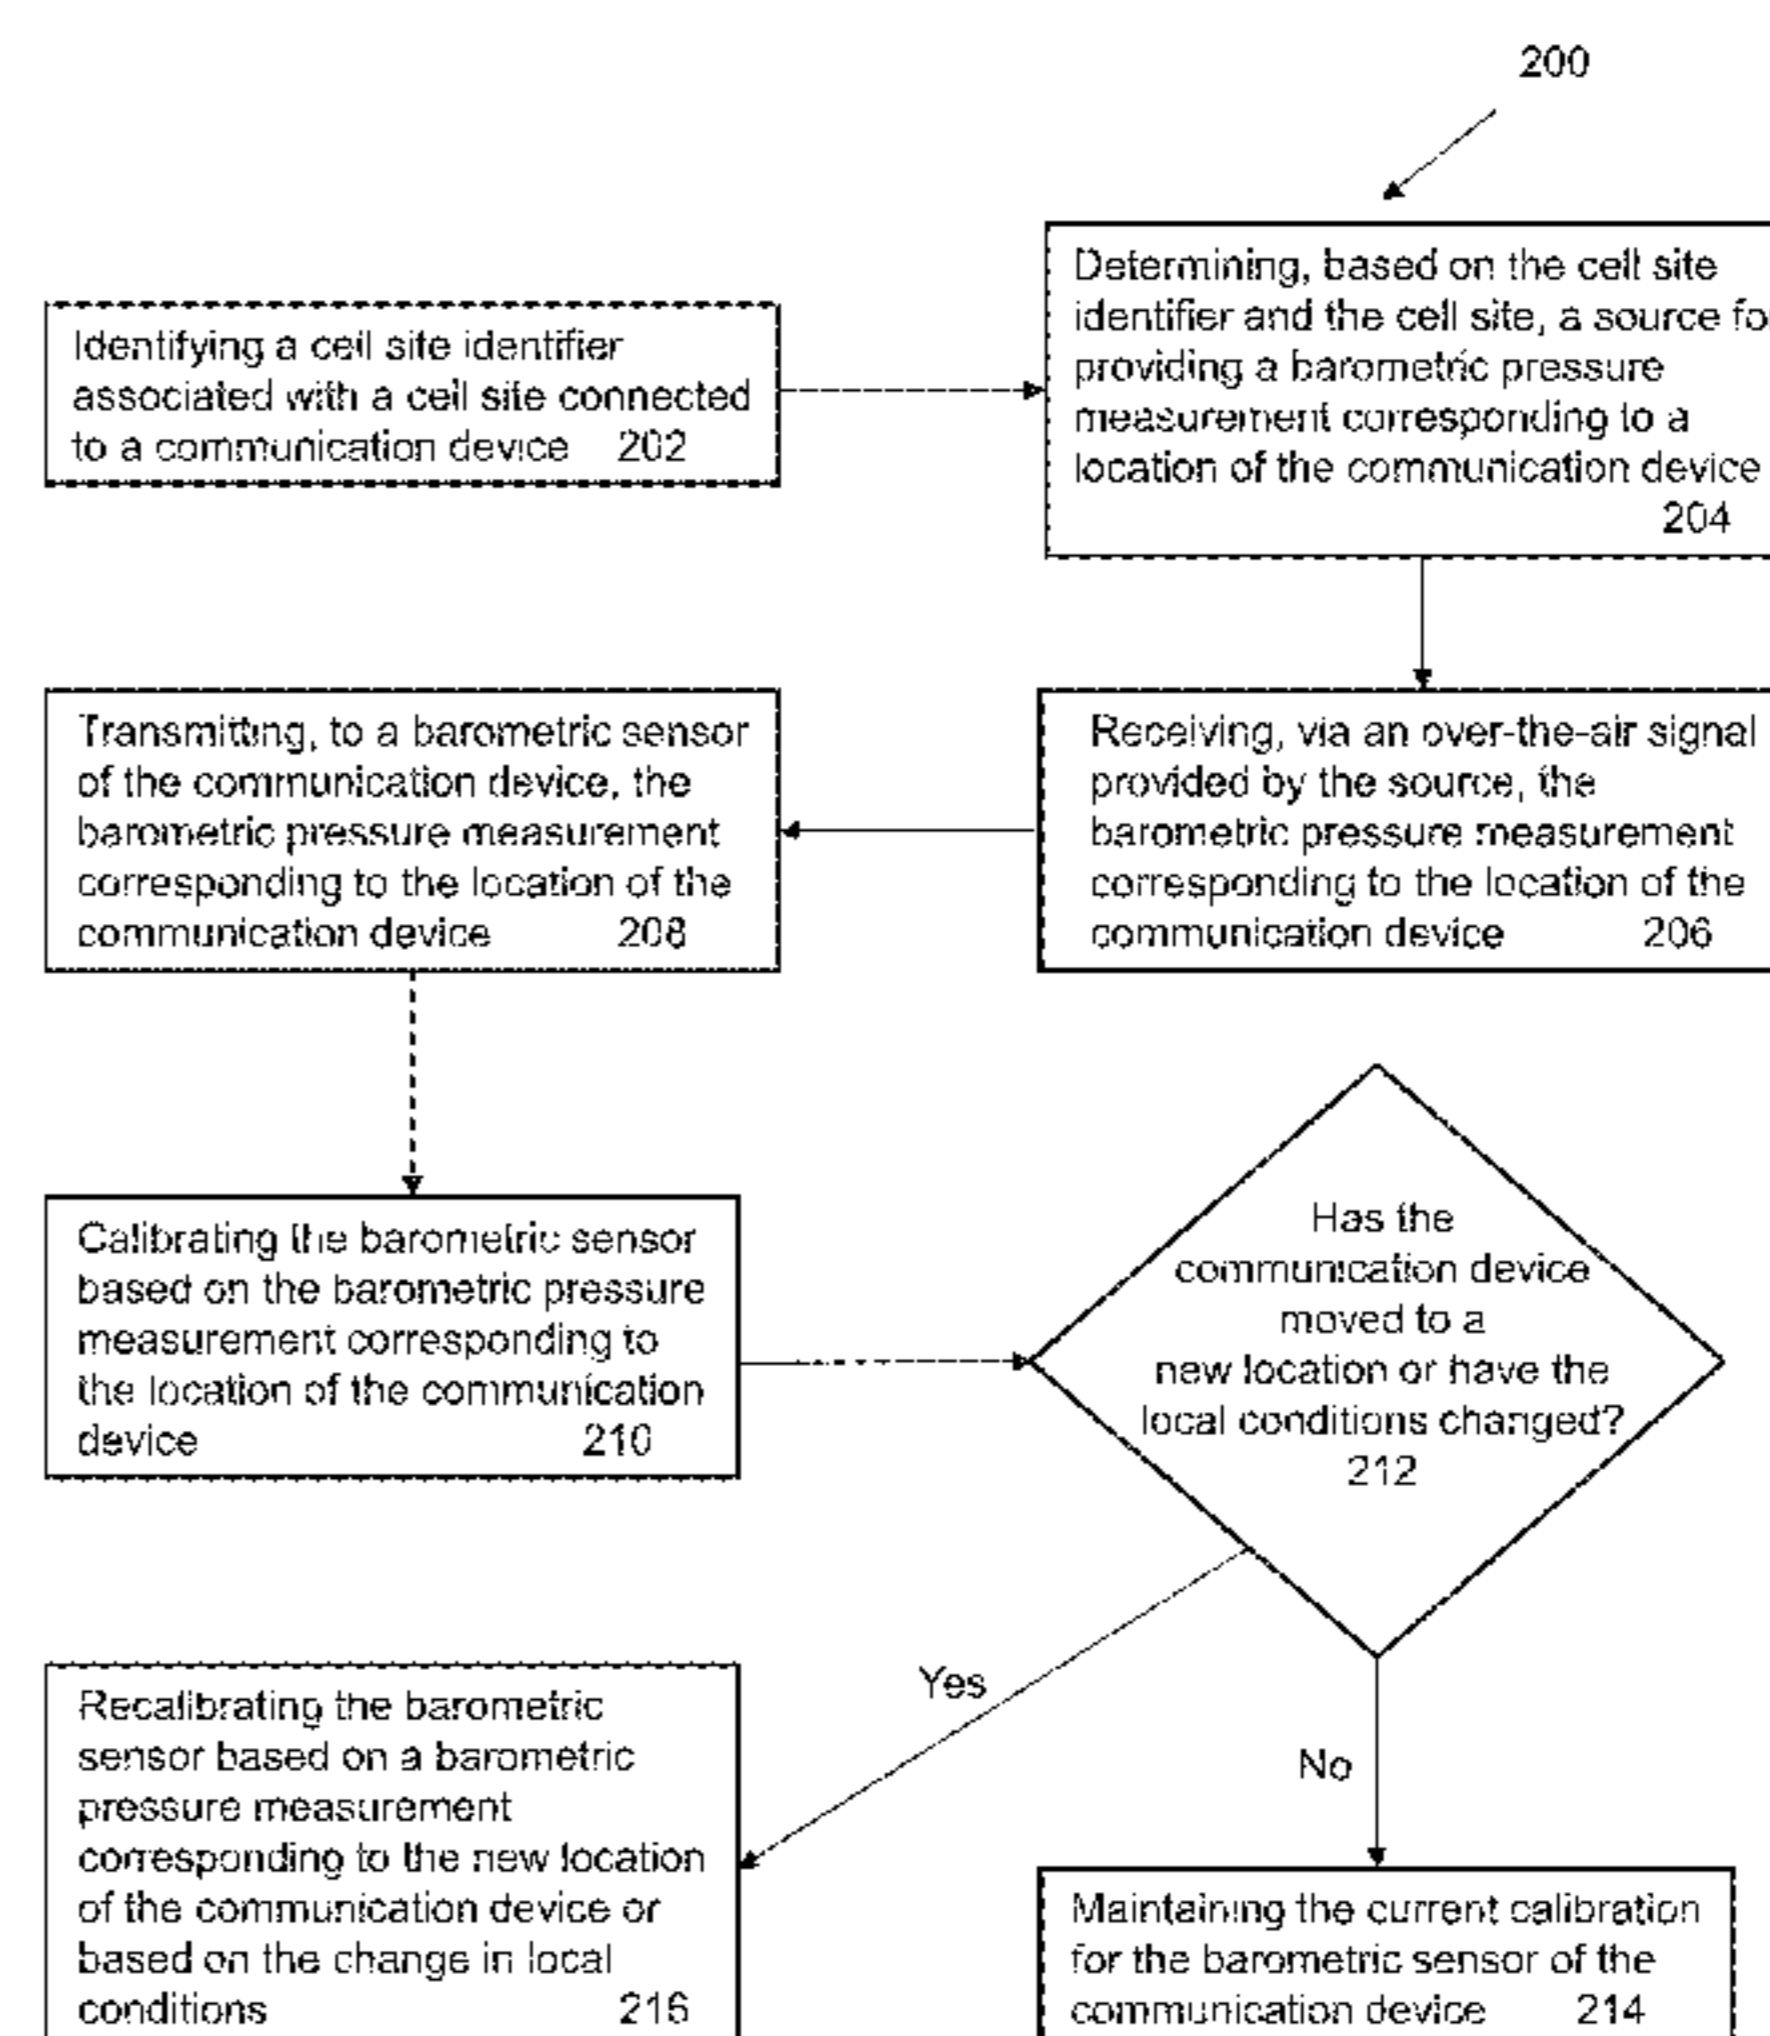 200
Identifying a cell site identifier
associated with a cell site connected
to a communication device 202
Determining, based on the cell site
identifier and the cell site, a source for
providing a barometric pressure
measurement corresponding to a
location of the communication device
204
Receiving, via an over-the-air signal
provided by the source, the
barometric pressure measurement
corresponding to the location of the
communication device 206
Transmitting, to a barometric sensor
of the communication device, the
barometric pressure measurement
corresponding to the location of the
communication device 208
Calibrating the barometric sensor
based on the barometric pressure
measurement corresponding to
the location of the communication
device 210
Has the
communication device
moved to a
new location or have the
local conditions changed?
212
Yes
No
Recalibrating the barometric
sensor based on a barometric
pressure measurement
corresponding to the new location
of the communication device or
based on the change in local
conditions 216
Maintaining the current calibration
for the barometric sensor of the
communication device 214